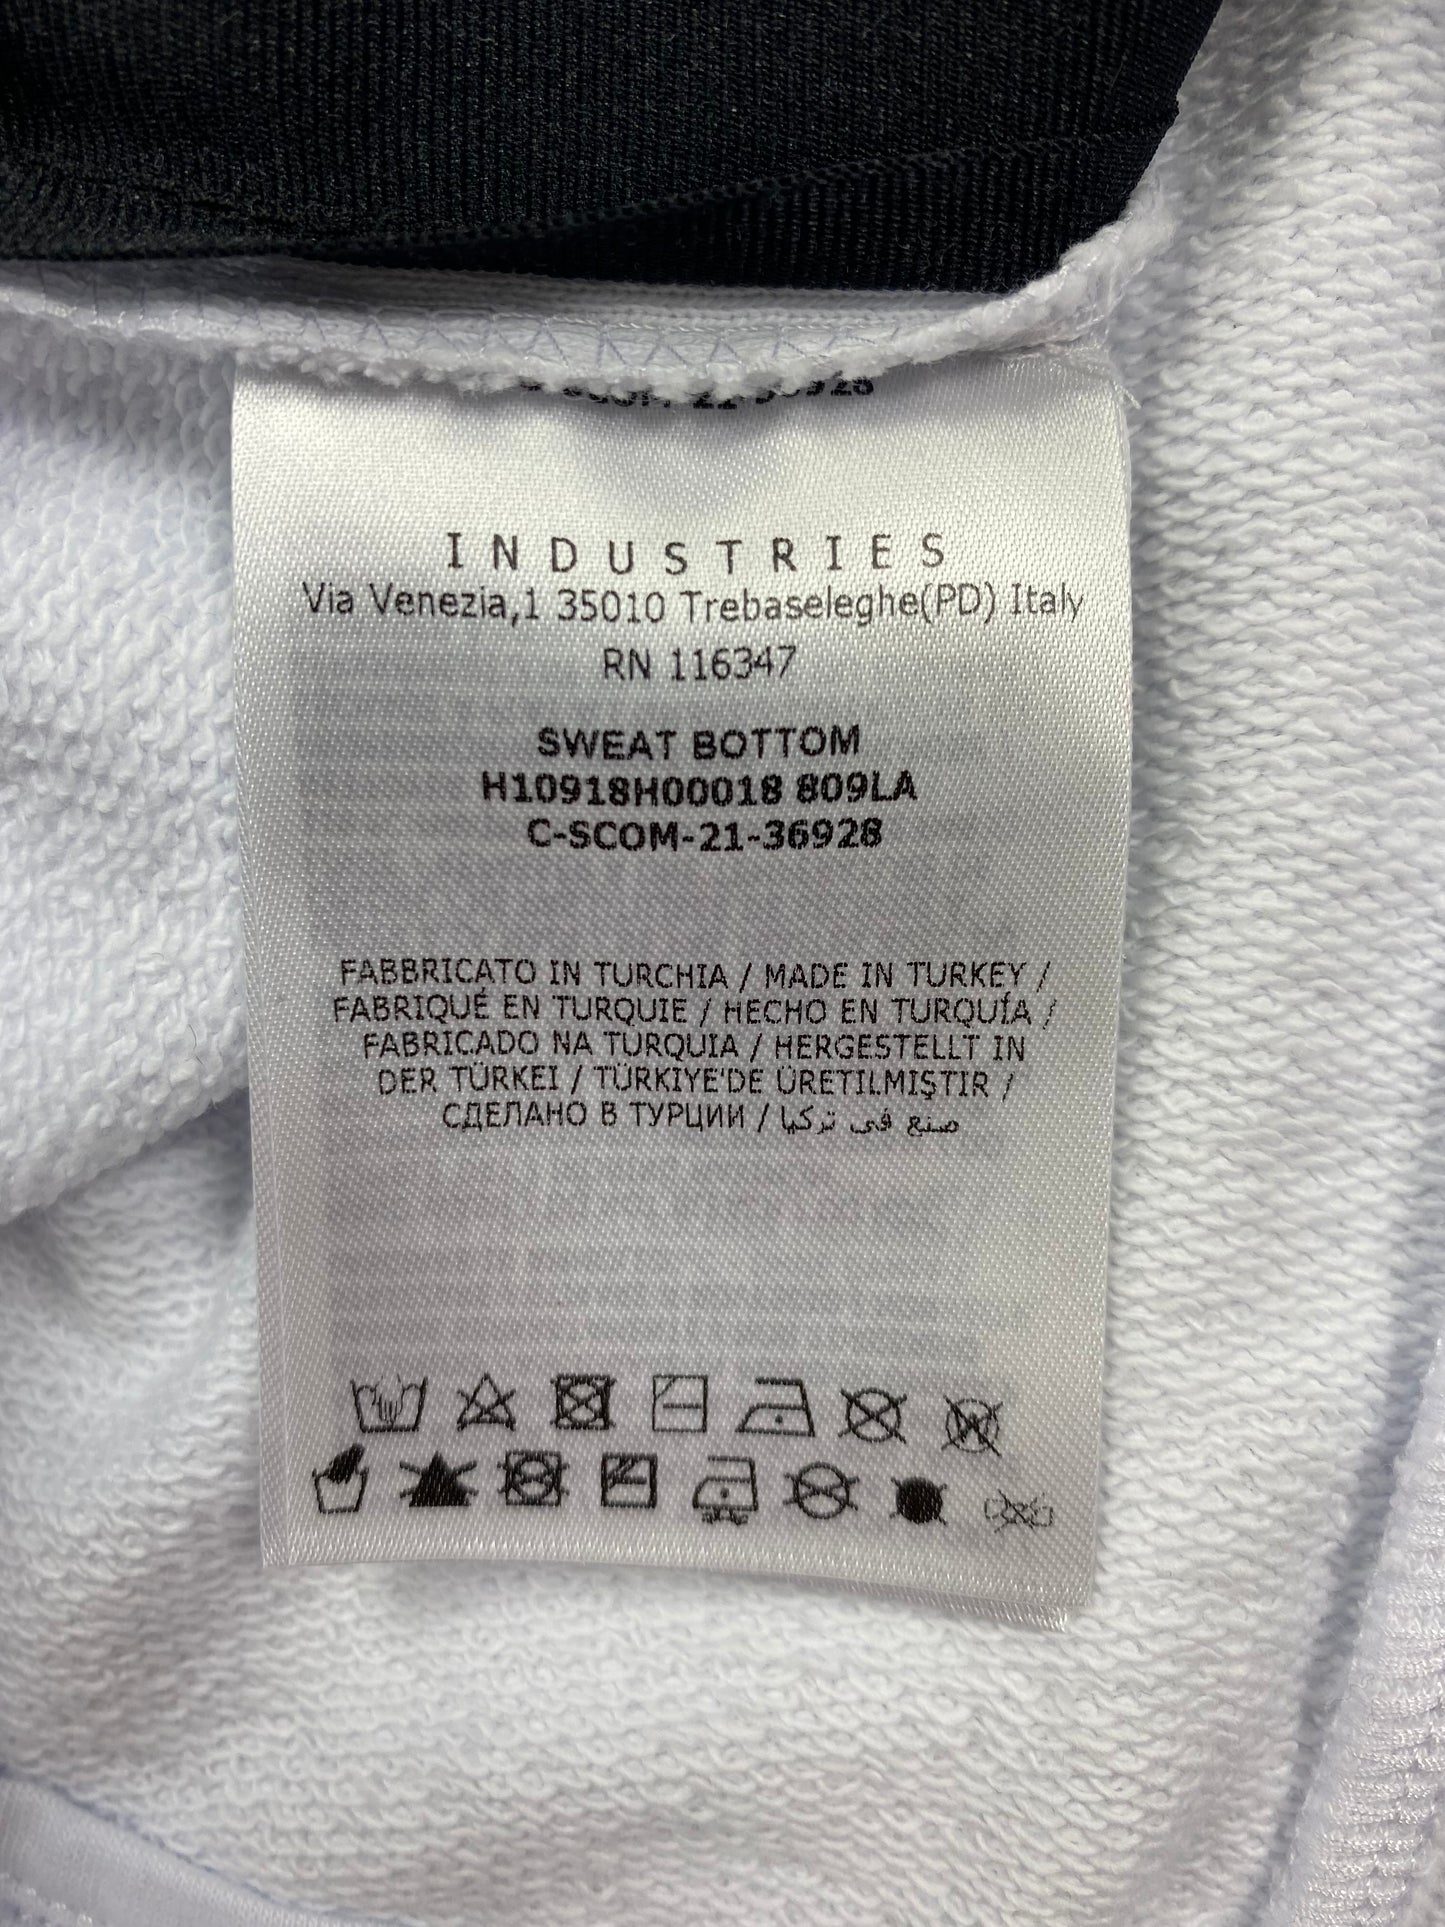 I N D U S T R I E S
Via Venezia,1 35010 Trebaseleghe(PD) Italy
RN 116347
SWEAT BOTTOM
H10918H00018 809LA
C-SCOM-21-36928
FABBRICATO IN TURCHIA / MADE IN TURKEY /
FABRIQUÉ EN TURQUIE / HECHO EN TURQUÍA /
FABRICADO NA TURQUIA / HERGESTELLT IN
DER TÜRKEI / TÜRKIYE'DE ÜRETILMIŞTIR /
СДЕЛАНО В ТУРЦИИ / صنع في تركيا